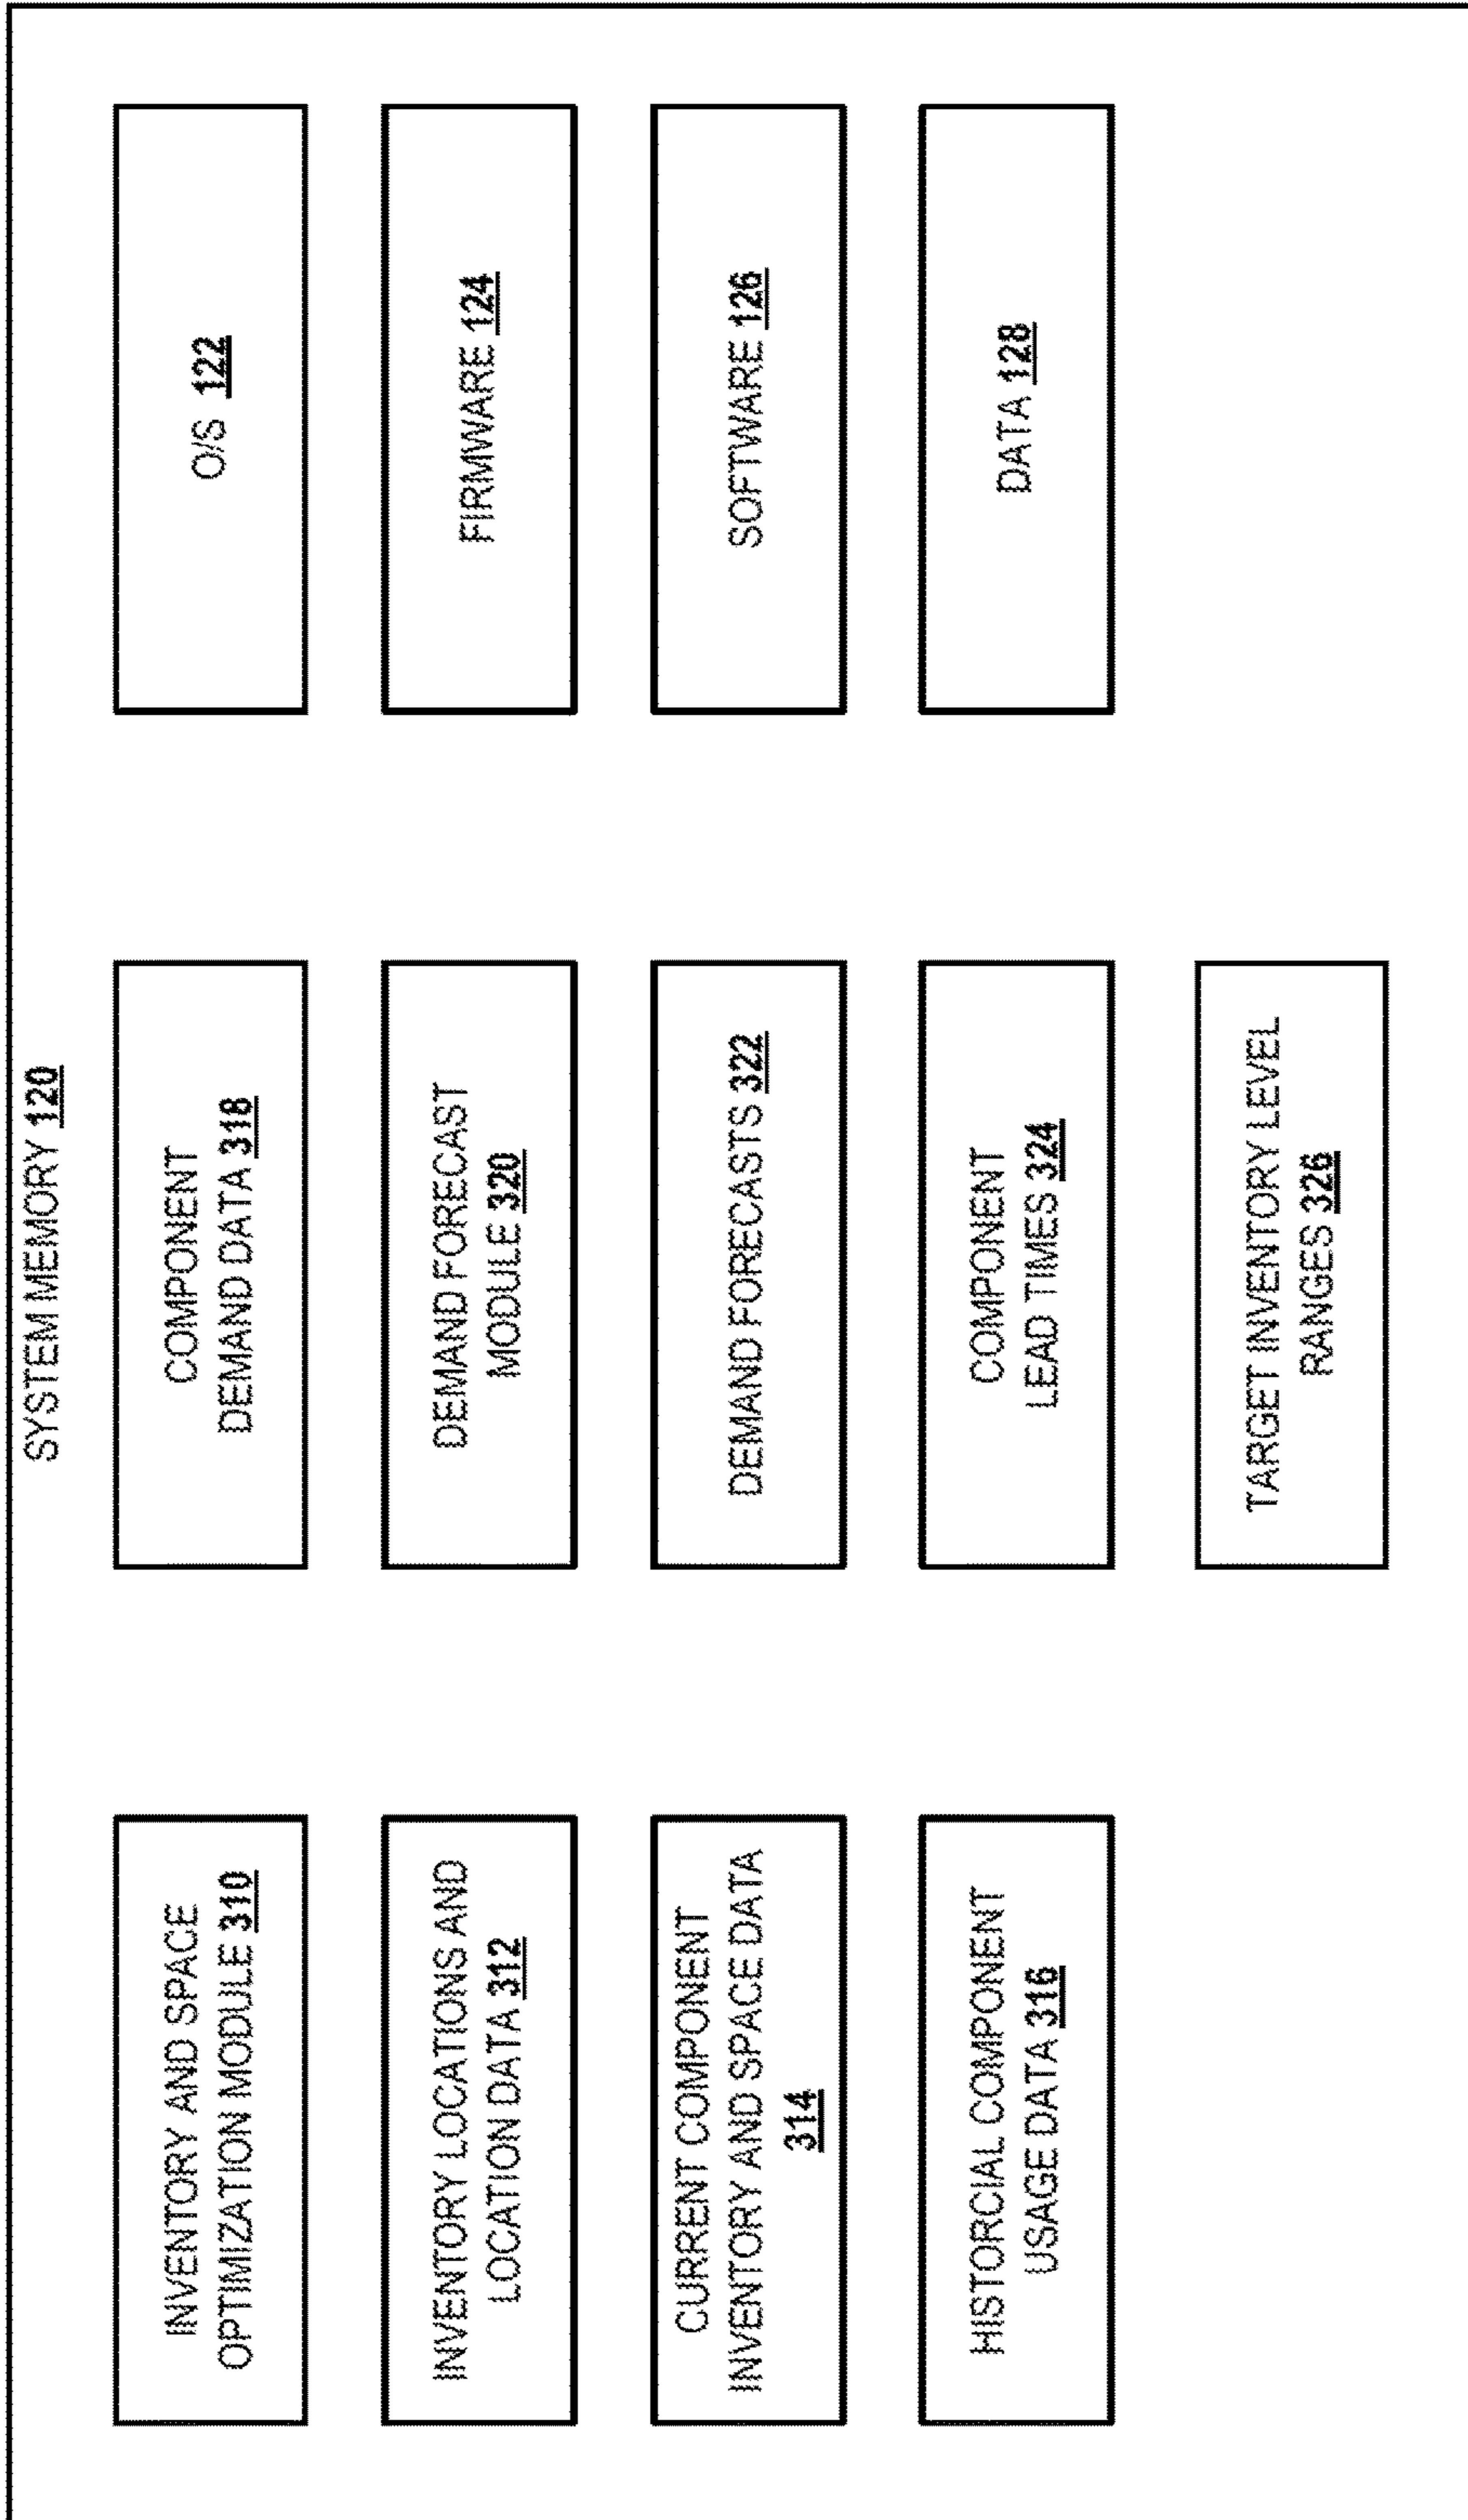 SYSTEM MEMORY 120
INVENTORY AND SPACE
OPTIMIZATION MODULE 310
INVENTORY LOCATIONS AND
LOCATION DATA 312
CURRENT COMPONENT
INVENTORY AND SPACE DATA
314
HISTORCIAL COMPONENT
USAGE DATA 316
COMPONENT
DEMAND DATA 318
DEMAND FORECAST
MODULE 320
DEMAND FORECASTS 322
COMPONENT
LEAD TIMES 324
TARGET INVENTORY LEVEL
RANGES 326
O/S 122
FIRMWARE 124
SOFTWARE 126
DATA 128